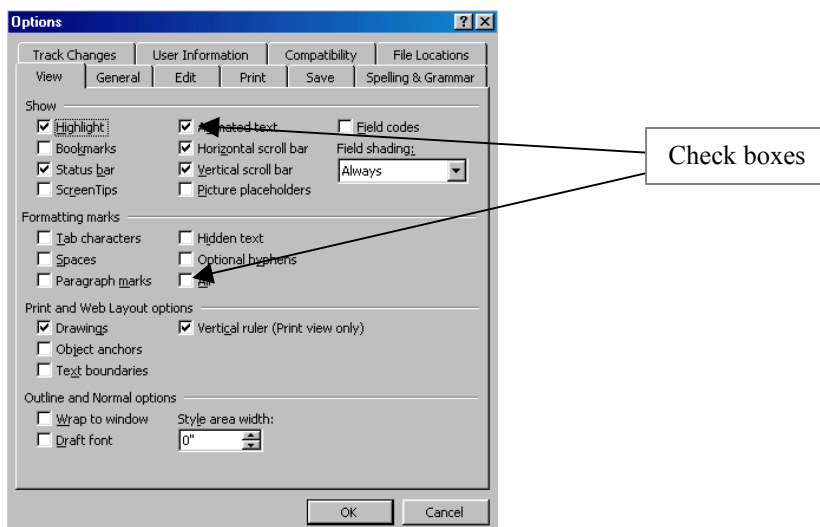 Options
Track Changes User Information Compatibility File Locations
View General Edit Print Save Spelling & Grammar
Show
Highlight Animated text Field codes
Bookmarks Horizontal scroll bar Field shading:
Status bar Vertical scroll bar Always
ScreenTips Picture placeholders
Check boxes
Formatting marks
Tab characters Hidden text
Spaces Optional hyphens
Paragraph marks All
Print and Web Layout options
Drawings Vertical ruler (Print view only)
Object anchors
Text boundaries
Outline and Normal options
Wrap to window Style area width:
Draft font 0"
OK Cancel